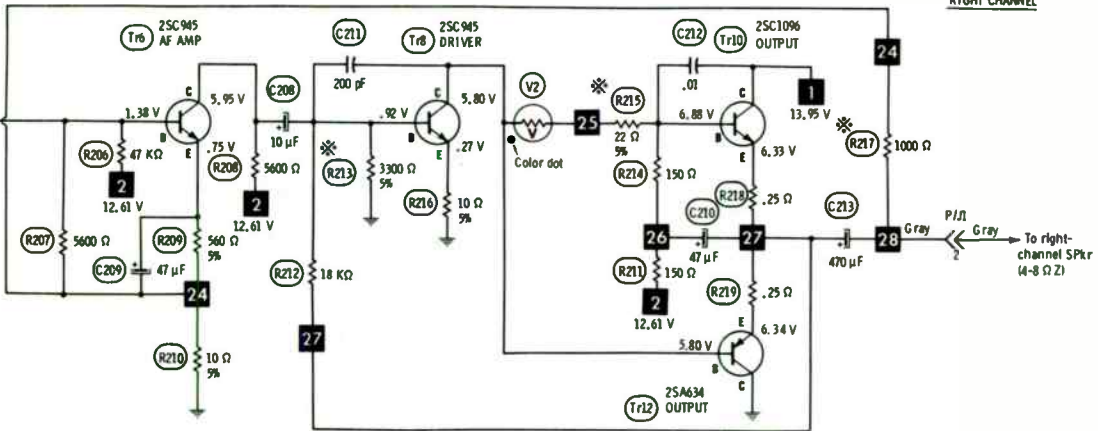 RIGHT CHANNEL
Tr6 2SC945
AF AMP
C211
200 pF
Tr8 2SC945
DRIVER
C212
.01
Tr10 2SC1096
OUTPUT
24
C
5.95 V
1.38 V
B
E
.75 V
C208
10 µF
R206
47 KΩ
2
12.61 V
R208
5600 Ω
2
12.61 V
※
R213
3300 Ω
5%
C
5.80 V
.92 V
B
E
.27 V
R216
10 Ω
5%
V2
V
Color dot
25
※
R215
22 Ω
5%
C
6.88 V
B
E
6.33 V
1
13.95 V
※
R217
1000 Ω
R214
150 Ω
R218
.25 Ω
C210
47 µF
26
27
C213
470 µF
28
Gray
P/J1
2
Gray
To right-
channel SPkr
(4-8 Ω Z)
R207
5600 Ω
C209
47 µF
R209
560 Ω
5%
24
R210
10 Ω
5%
R212
18 KΩ
27
R211
150 Ω
2
12.61 V
R219
.25 Ω
E
6.34 V
5.80 V
B
C
Tr12
2SA634
OUTPUT